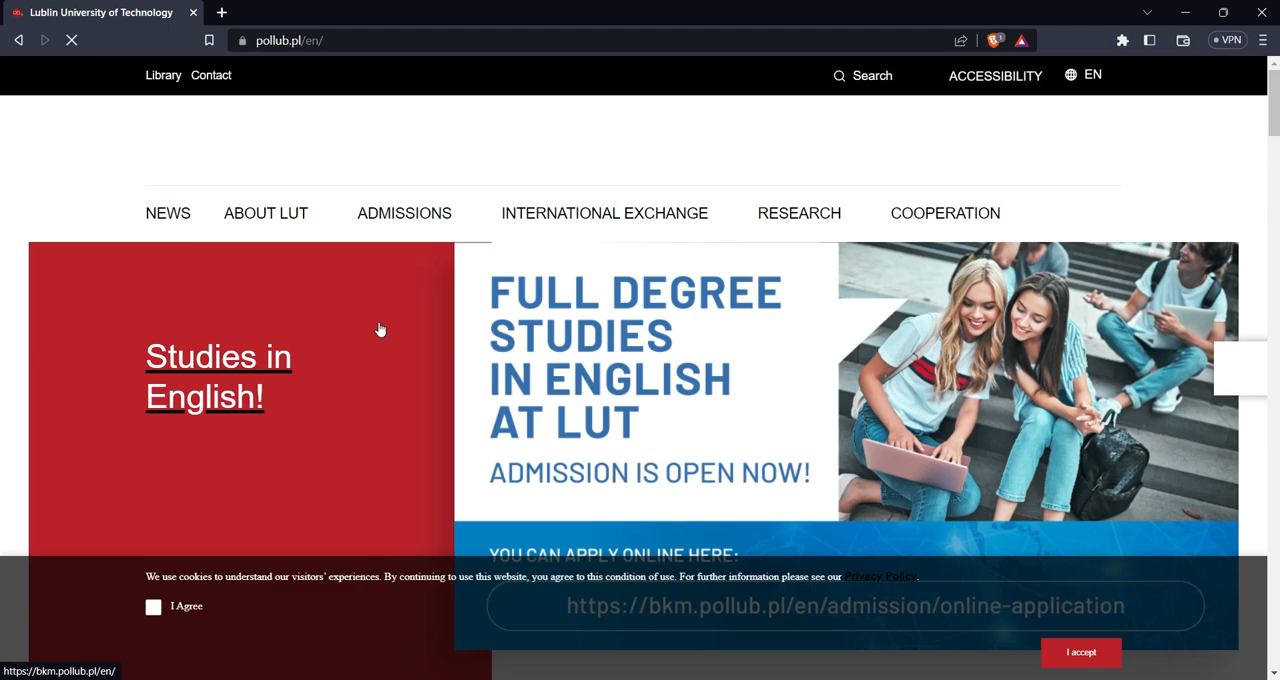 Lublin University of Technology
pollub.pl/en/
1
VPN
Library Contact
Search
ACCESSIBILITY
EN
NEWS
ABOUT LUT
ADMISSIONS
INTERNATIONAL EXCHANGE
RESEARCH
COOPERATION
Studies in
English!
FULL DEGREE
STUDIES
IN ENGLISH
AT LUT
ADMISSION IS OPEN NOW!
YOU CAN APPLY ONLINE HERE:
We use cookies to understand our visitors' experiences. By continuing to use this website, you agree to this condition of use. For further information please see our Privacy Policy.
https://bkm.pollub.pl/en/admission/online-application
I Agree
I accept
https://bkm.pollub.pl/en/